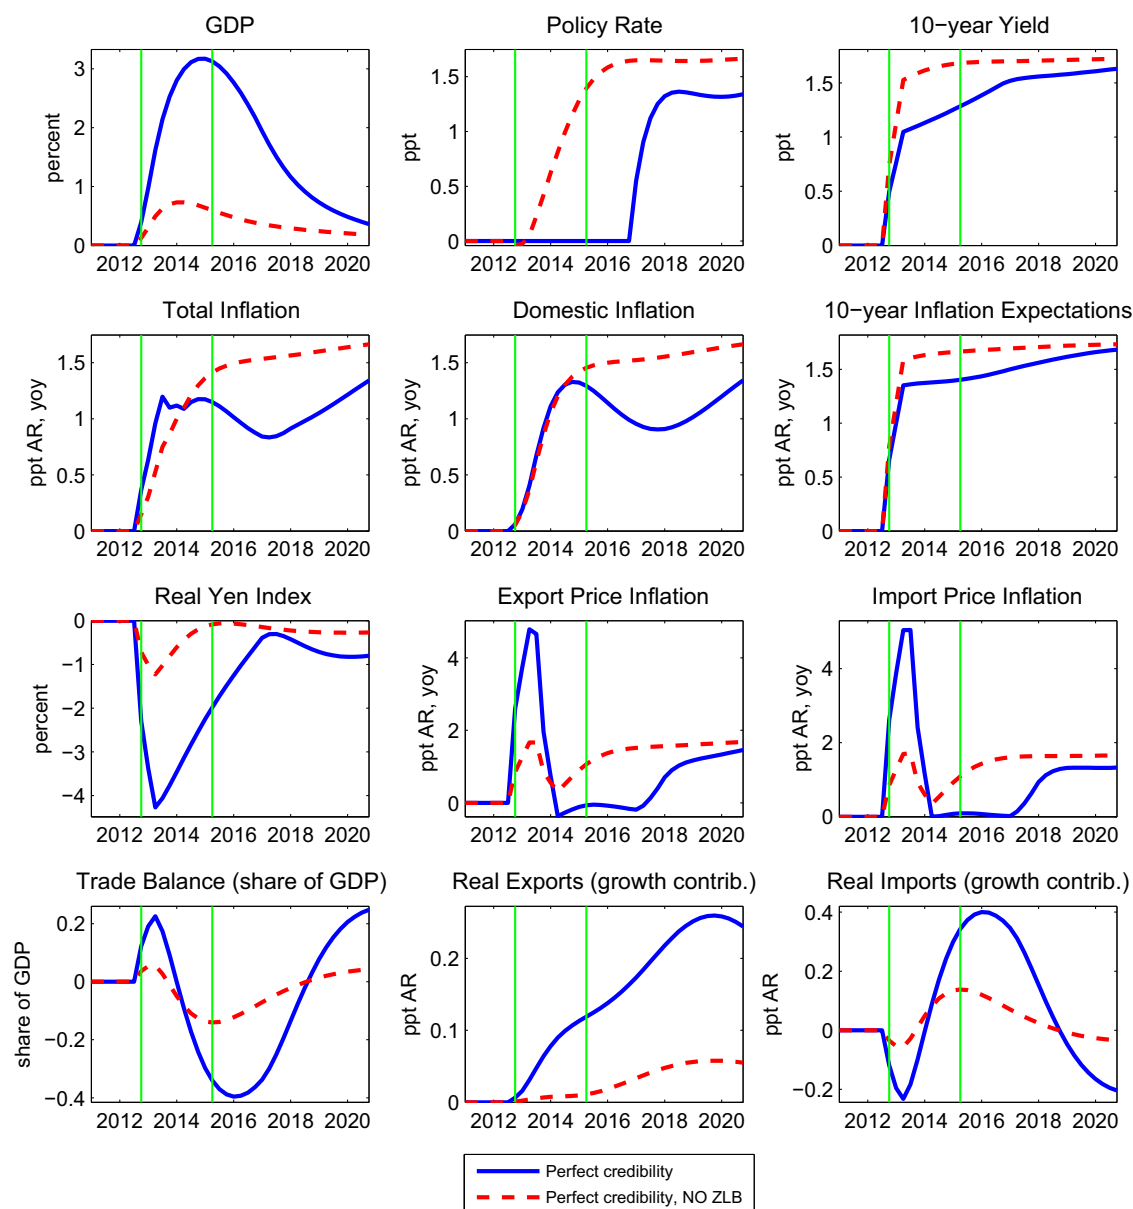 GDP
Policy Rate
10−year Yield
percent
3
2
1
0
2012 2014 2016 2018 2020
ppt
1.5
1
0.5
0
2012 2014 2016 2018 2020
ppt
1.5
1
0.5
0
2012 2014 2016 2018 2020
Total Inflation
Domestic Inflation
10−year Inflation Expectations
ppt AR, yoy
1.5
1
0.5
0
2012 2014 2016 2018 2020
ppt AR, yoy
1.5
1
0.5
0
2012 2014 2016 2018 2020
ppt AR, yoy
1.5
1
0.5
0
2012 2014 2016 2018 2020
Real Yen Index
Export Price Inflation
Import Price Inflation
percent
0
−1
−2
−3
−4
2012 2014 2016 2018 2020
ppt AR, yoy
4
2
0
2012 2014 2016 2018 2020
ppt AR, yoy
4
2
0
2012 2014 2016 2018 2020
Trade Balance (share of GDP)
Real Exports (growth contrib.)
Real Imports (growth contrib.)
share of GDP
0.2
0
−0.2
−0.4
2012 2014 2016 2018 2020
ppt AR
0.2
0.1
0
2012 2014 2016 2018 2020
ppt AR
0.4
0.2
0
−0.2
2012 2014 2016 2018 2020
Perfect credibility
Perfect credibility, NO ZLB